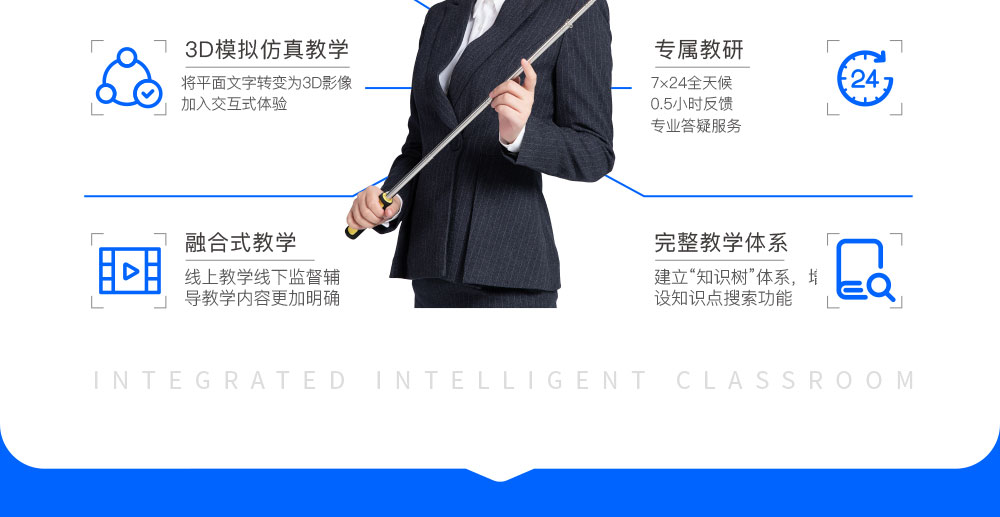 3D模拟仿真教学
将平面文字转变为3D影像
加入交互式体验
专属教研
7×24全天候
0.5小时反馈
专业答疑服务
24
融合式教学
线上教学线下监督辅
导教学内容更加明确
完整教学体系
建立“知识树”体系，
设知识点搜索功能
INTEGRATED INTELLIGENT CLASSROOM